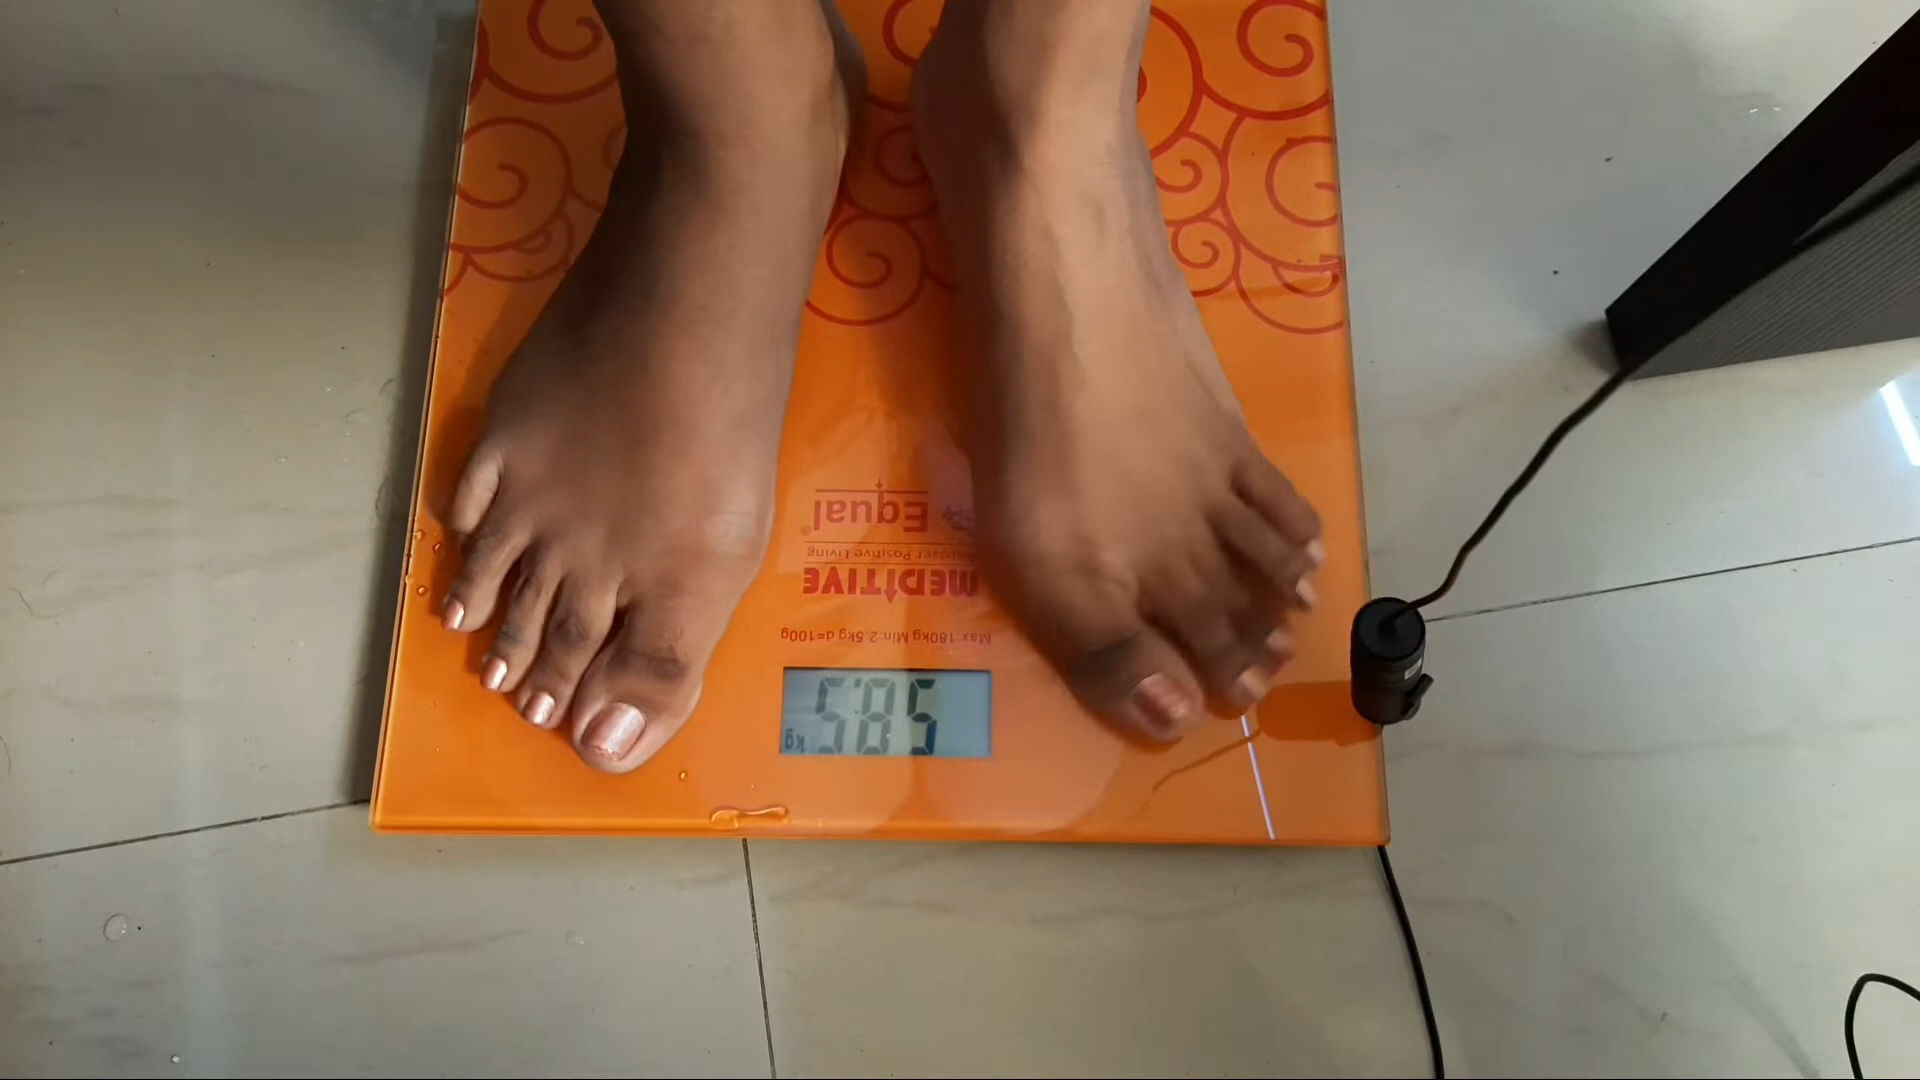 58.5 kg
Max:180kg Min:2.5kg d=100g
MEDITIVE
Positive Living
Equal®